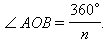 ∠AOB = 360°/n.